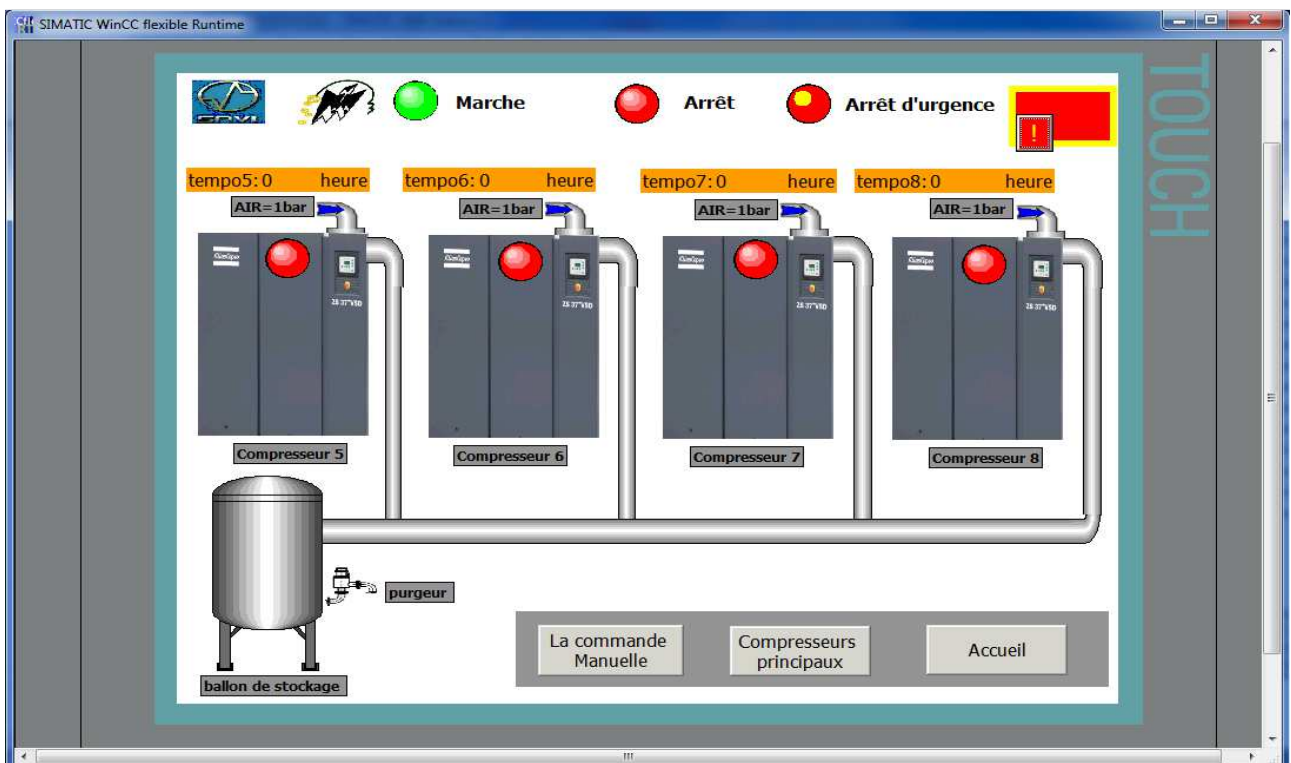 SIMATIC WinCC flexible Runtime
TOUCH
Marche
Arrêt
Arrêt d'urgence
!
tempo5:0 heure
tempo6:0 heure
tempo7:0 heure
tempo8:0 heure
AIR=1bar
AIR=1bar
AIR=1bar
AIR=1bar
Compresseur 5
Compresseur 6
Compresseur 7
Compresseur 8
purgeur
ballon de stockage
La commande
Manuelle
Compresseurs
principaux
Accueil